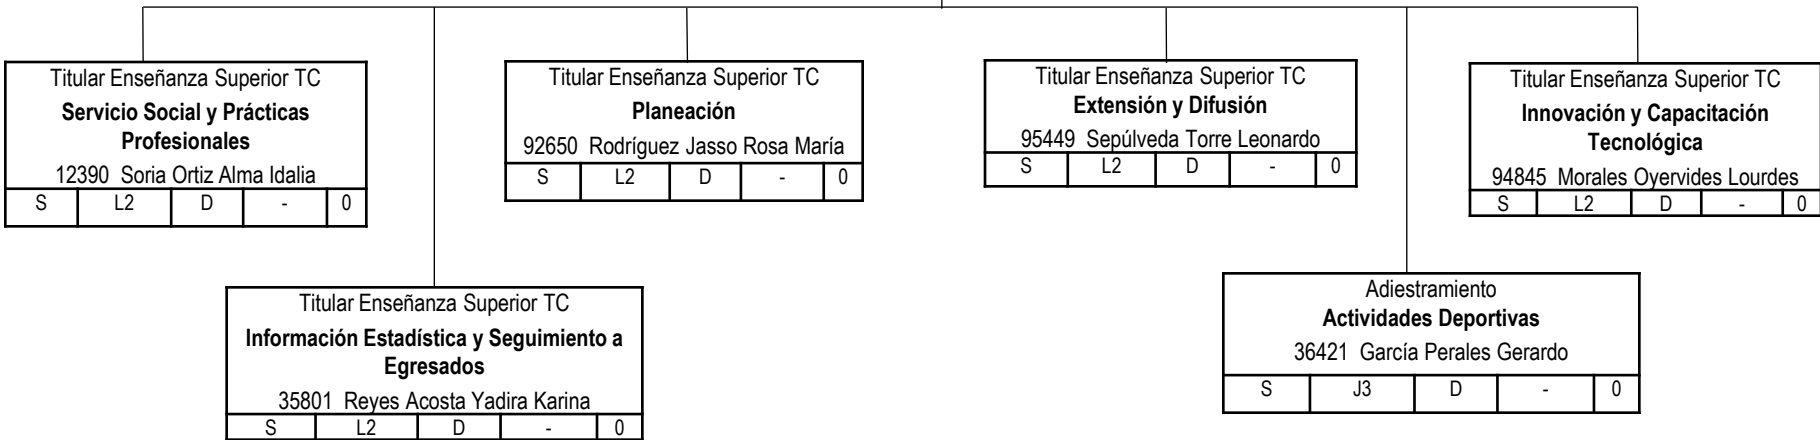 Titular Enseñanza Superior TC
Servicio Social y Prácticas
Profesionales
12390 Soria Ortiz Alma Idalia
S L2 D - 0
Titular Enseñanza Superior TC
Planeación
92650 Rodríguez Jasso Rosa María
S L2 D - 0
Titular Enseñanza Superior TC
Extensión y Difusión
95449 Sepúlveda Torre Leonardo
S L2 D - 0
Titular Enseñanza Superior TC
Innovación y Capacitación
Tecnológica
94845 Morales Oyervides Lourdes
S L2 D - 0
Titular Enseñanza Superior TC
Información Estadística y Seguimiento a
Egresados
35801 Reyes Acosta Yadira Karina
S L2 D - 0
Adiestramiento
Actividades Deportivas
36421 García Perales Gerardo
S J3 D - 0